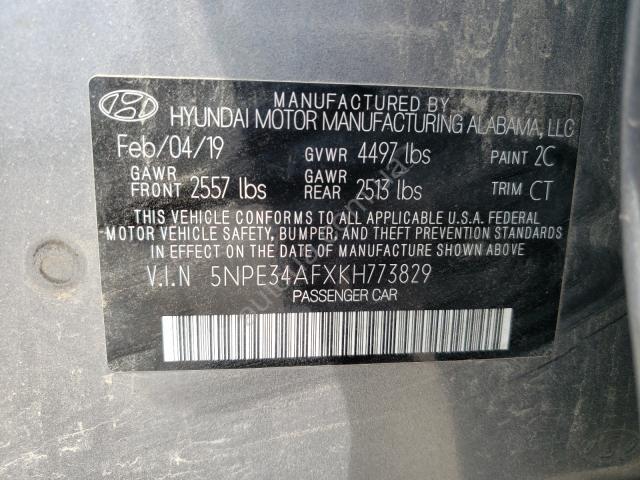 MANUFACTURED BY
HYUNDAI MOTOR MANUFACTURING ALABAMA, LLC
Feb/04/19 GVWR 4497 lbs PAINT 2C
GAWR FRONT 2557 lbs GAWR REAR 2513 lbs TRIM CT
THIS VEHICLE CONFORMS TO ALL APPLICABLE U.S.A. FEDERAL
MOTOR VEHICLE SAFETY, BUMPER, AND THEFT PREVENTION STANDARDS
IN EFFECT ON THE DATE OF MANUFACTURE SHOWN ABOVE.
V.I.N 5NPE34AFXKH773829
PASSENGER CAR